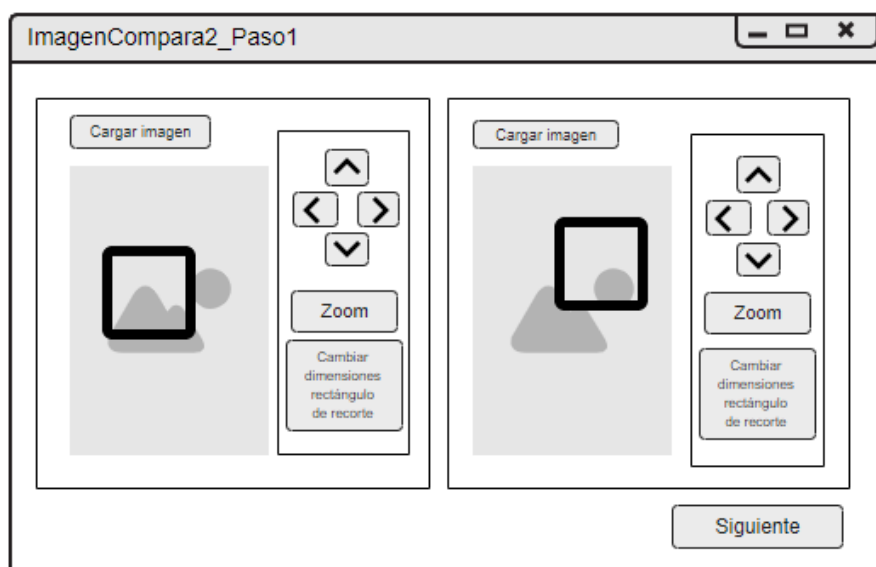 ImagenCompara2_Paso1
Cargar imagen
Zoom
Cambiar
dimensiones
rectángulo
de recorte
Cargar imagen
Zoom
Cambiar
dimensiones
rectángulo
de recorte
Siguiente